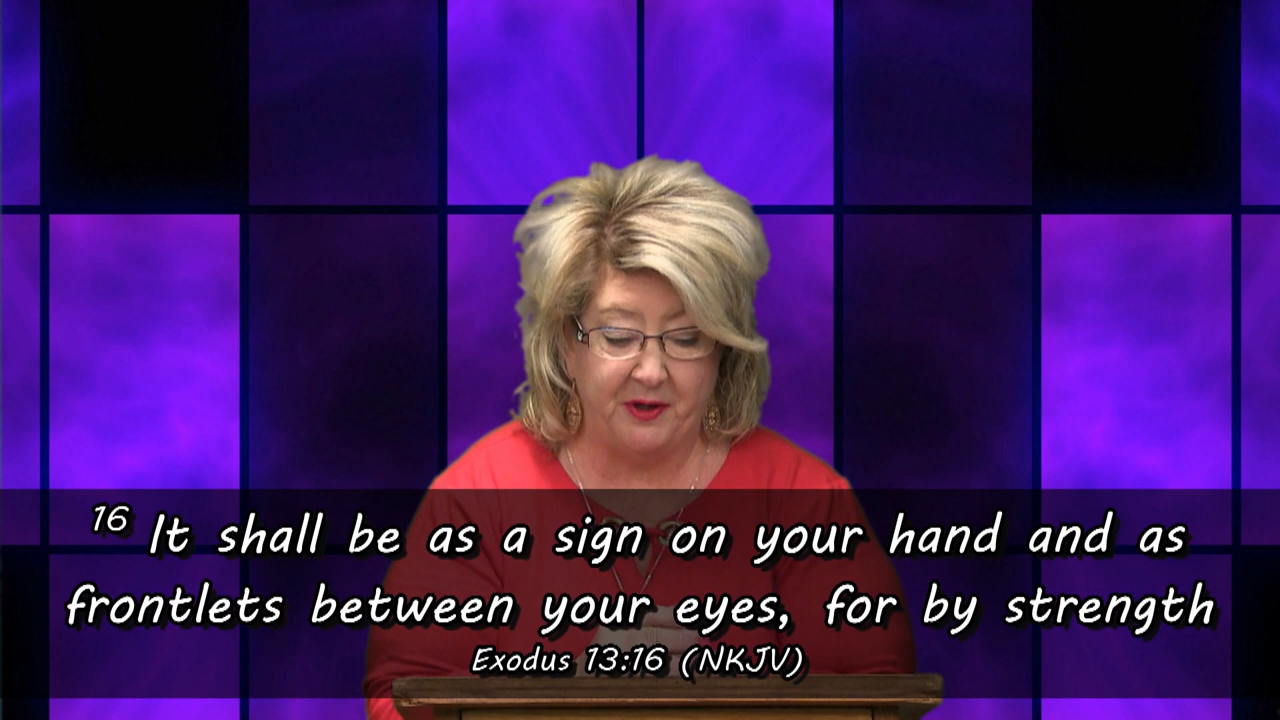 16 It shall be as a sign on your hand and as
frontlets between your eyes, for by strength
Exodus 13:16 (NKJV)